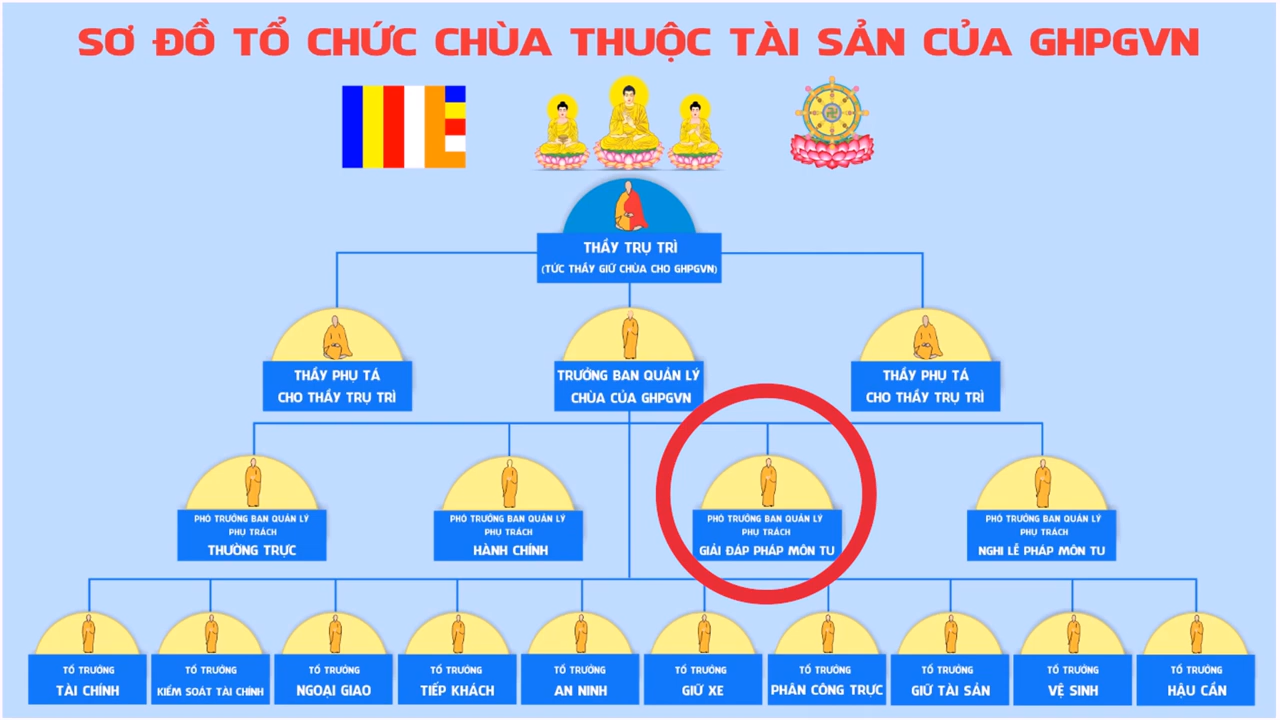 SƠ ĐỒ TỔ CHỨC CHÙA THUỘC TÀI SẢN CỦA GHPGVN
THẦY TRỤ TRÌ
(TỨC THẦY GIỮ CHÙA CHO GHPGVN)
THẦY PHỤ TÁ
CHO THẦY TRỤ TRÌ
TRƯỞNG BAN QUẢN LÝ
CHÙA CỦA GHPGVN
THẦY PHỤ TÁ
CHO THẦY TRỤ TRÌ
PHÓ TRƯỞNG BAN QUẢN LÝ
PHỤ TRÁCH
THƯỜNG TRỰC
PHÓ TRƯỞNG BAN QUẢN LÝ
PHỤ TRÁCH
HÀNH CHÍNH
PHÓ TRƯỞNG BAN QUẢN LÝ
PHỤ TRÁCH
GIẢI ĐÁP PHÁP MÔN TU
PHÓ TRƯỞNG BAN QUẢN LÝ
PHỤ TRÁCH
NGHI LỄ PHÁP MÔN TU
TỔ TRƯỞNG
TÀI CHÍNH
TỔ TRƯỞNG
KIỂM SOÁT TÀI CHÍNH
TỔ TRƯỞNG
NGOẠI GIAO
TỔ TRƯỞNG
TIẾP KHÁCH
TỔ TRƯỞNG
AN NINH
TỔ TRƯỞNG
GIỮ XE
TỔ TRƯỞNG
PHÂN CÔNG TRỰC
TỔ TRƯỞNG
GIỮ TÀI SẢN
TỔ TRƯỞNG
VỆ SINH
TỔ TRƯỞNG
HẬU CẦN